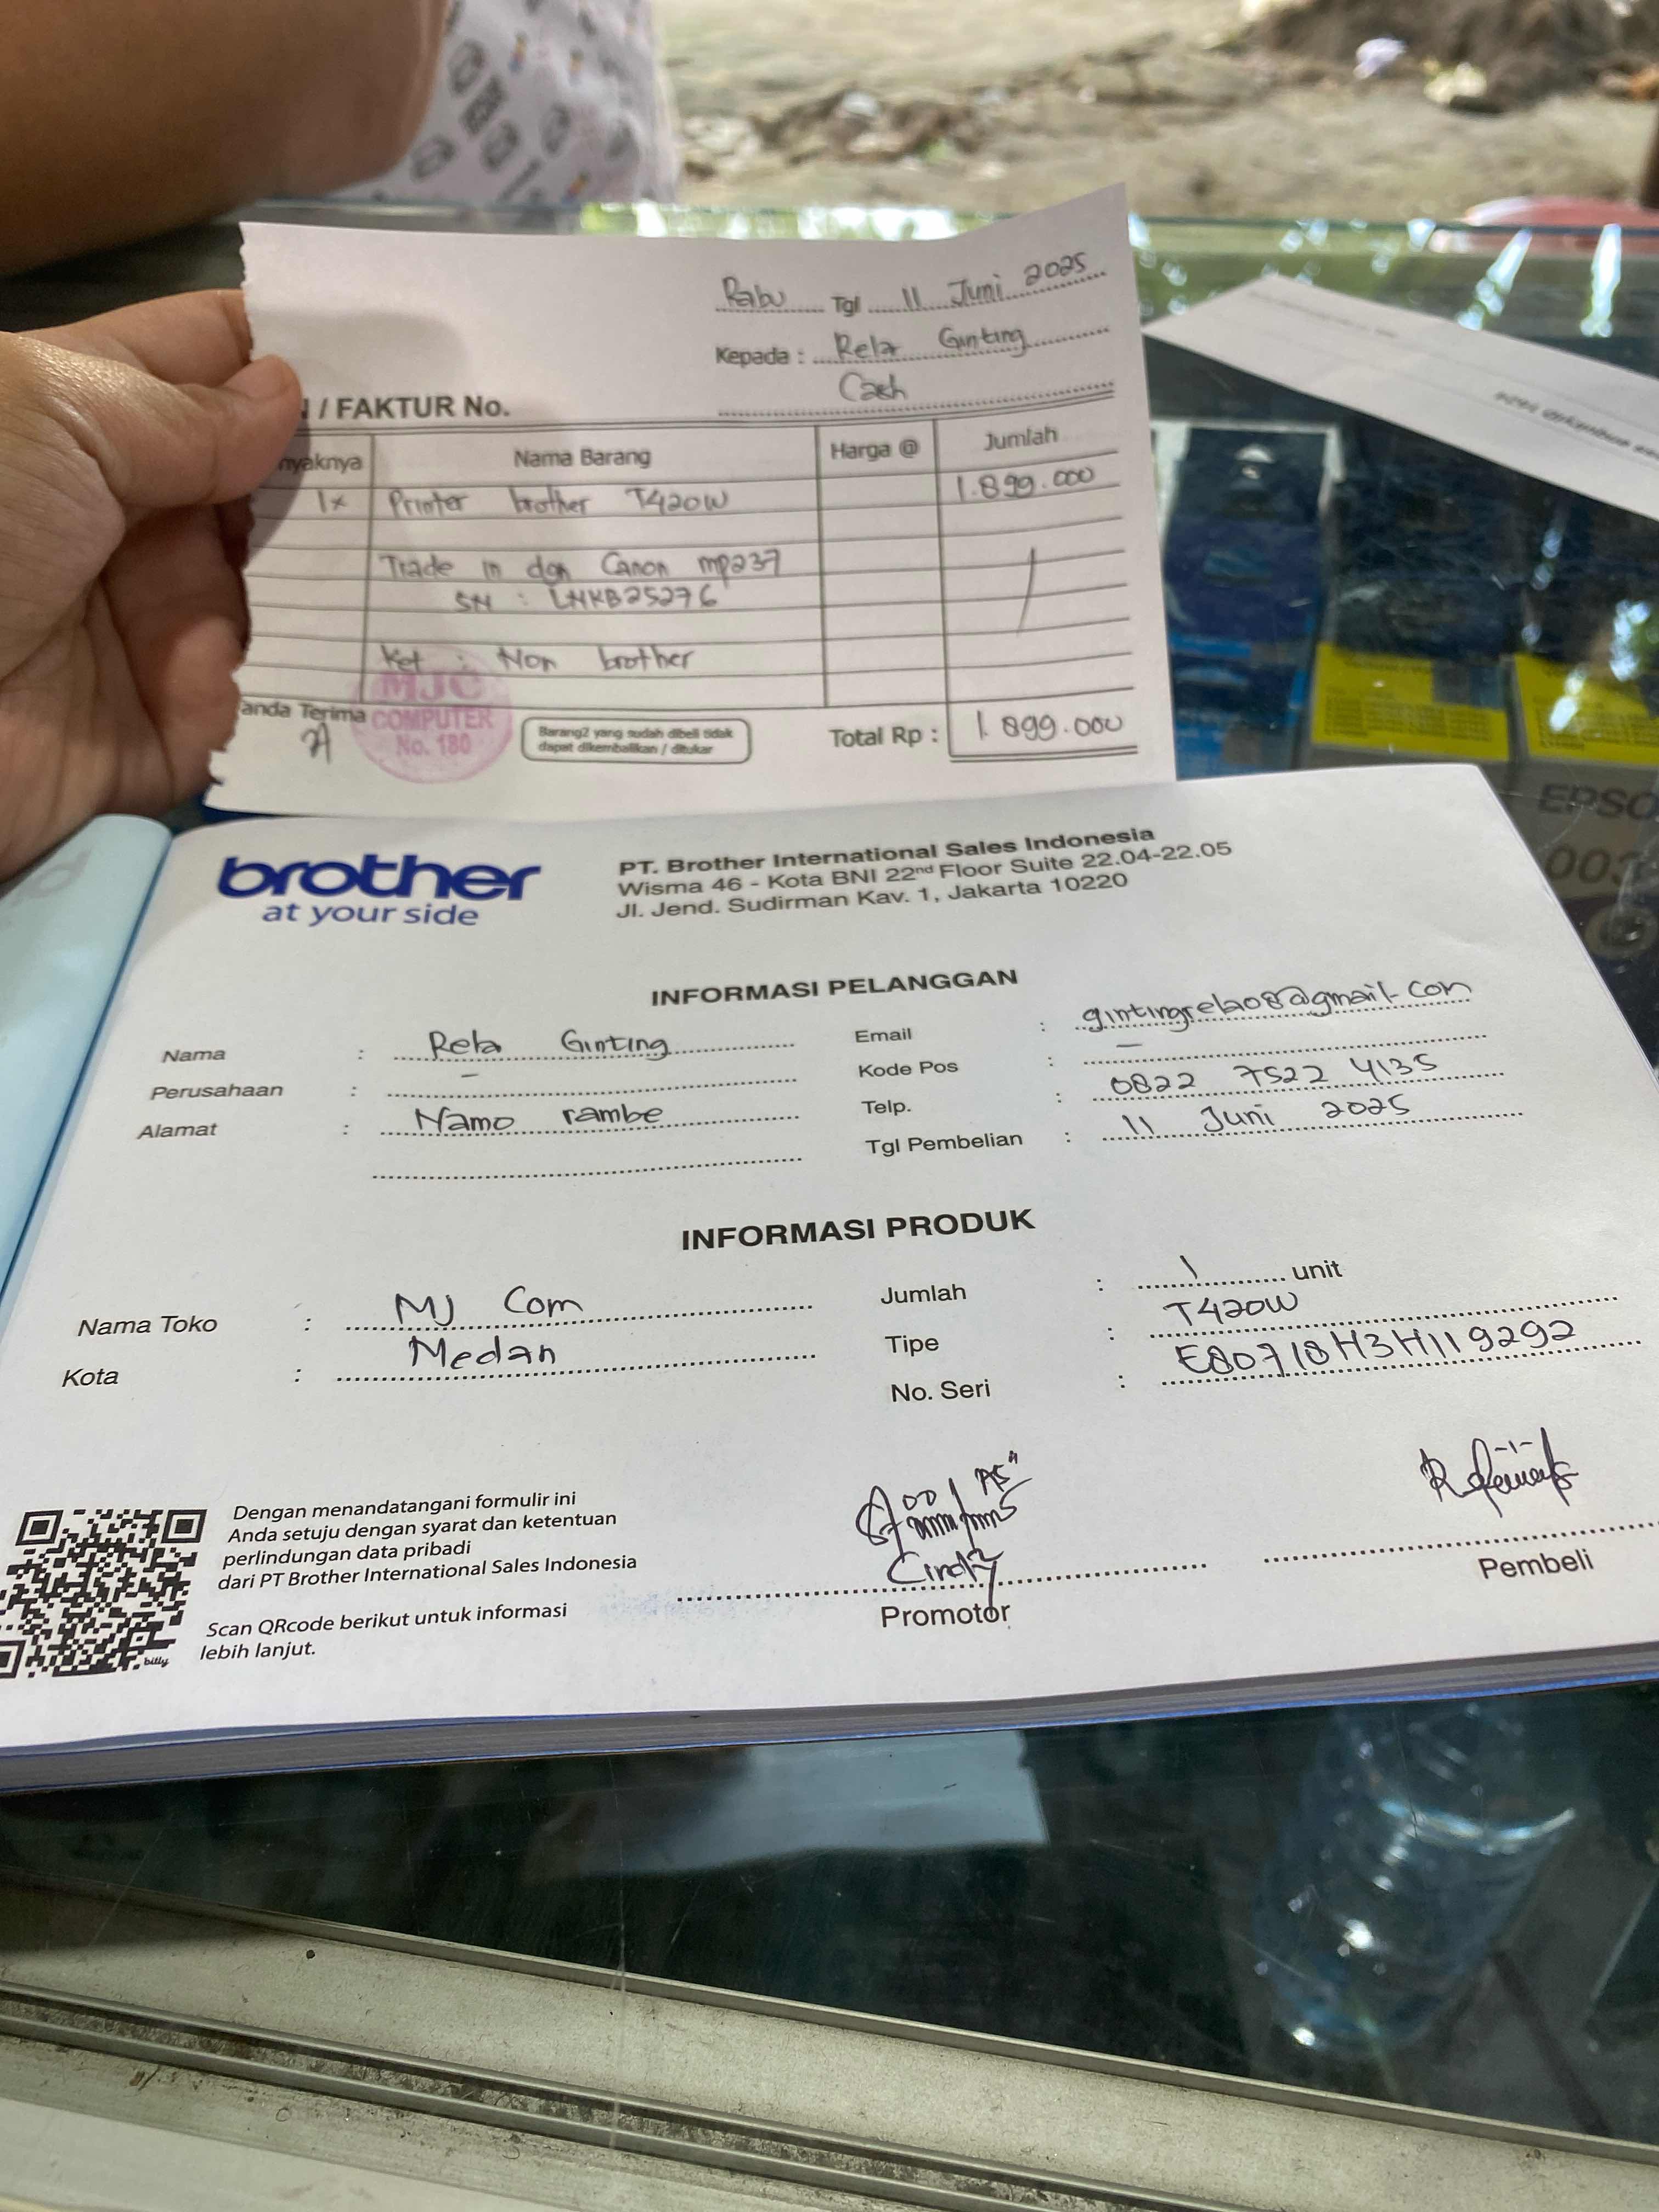 Rabu Tgl 11 Juni 2025
Kepada : Rela Ginting
Cash
/ FAKTUR No.
nyaknya Nama Barang Harga @ Jumlah
1x Printer brother T420W 1.899.000
Trade in dgn Canon mp237
SN : LNKB25276
Ket : Non brother
anda Terima
MJC
COMPUTER
No. 180
Barang2 yang sudah dibeli tidak
dapat dikembalikan / ditukar
Total Rp : 1.899.000
EPSO
003
brother
at your side
PT. Brother International Sales Indonesia
Wisma 46 - Kota BNI 22nd Floor Suite 22.04-22.05
Jl. Jend. Sudirman Kav. 1, Jakarta 10220
INFORMASI PELANGGAN
Nama : Rela Ginting
Perusahaan : -
Alamat : Namo rambe
Email : gintingrela08@gmail.com
Kode Pos : -
Telp. : 0822 7522 4135
Tgl Pembelian : 11 Juni 2025
INFORMASI PRODUK
Nama Toko : MJ Com
Kota : Medan
Jumlah : 1 unit
Tipe : T420W
No. Seri : E80718H3H119292
Dengan menandatangani formulir ini
Anda setuju dengan syarat dan ketentuan
perlindungan data pribadi
dari PT Brother International Sales Indonesia
Scan QRcode berikut untuk informasi
lebih lanjut.
billy
Cindy
Promotor
Pembeli